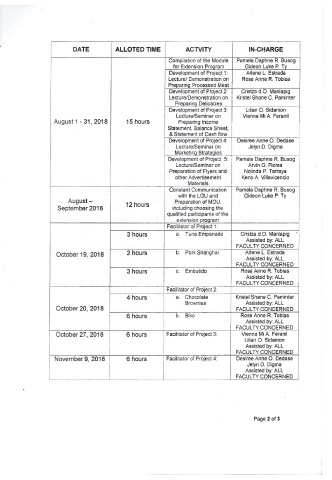 DATE ALLOTED TIME ACTVITY IN-CHARGE
August 1 - 31, 2018 15 hours
Compilation of the Module
for Extension Program
Pamela Daphne R. Busog
Gideon Luke P. Ty
Development of Project 1:
Lecture/ Demonstration on
Preparing Processed Meat
Arlene L. Estrada
Rose Anne R. Tobias
Development of Project 2:
Lecture/Demonstration on
Preparing Delicacies
Cristza d.O. Manlapig
Kristel Shane C. Paminter
Development of Project 3:
Lecture/Seminar on
Preparing Income
Statement, Balance Sheet,
& Statement of Cash flow
Lilian O. Sidamon
Vienna Mi A. Feranil
Development of Project 4:
Lecture/Seminar on
Marketing Strategies
Desiree Anne O. Dedase
Jelyn D. Digma
Development of Project 5:
Lecture/Seminar on
Preparation of Flyers and
other Advertisement
Materials
Pamela Daphne R. Busog
Arvin O. Flores
Nolinda P. Tamayo
Keno A. Villavicencio
August –
September 2018
12 hours
Constant Communication
with the LGU and
Preparation of MOU,
including choosing the
qualified participants of the
extension program
Pamela Daphne R. Busog
Gideon Luke P. Ty
October 19, 2018
Facilitator of Project 1:
3 hours a. Tuna Empanada
Cristza d.O. Manlapig
Assisted by: ALL
FACULTY CONCERNED
2 hours b. Pork Shanghai
Arlene L. Estrada
Assisted by: ALL
FACULTY CONCERNED
3 hours c. Embutido
Rose Anne R. Tobias
Assisted by: ALL
FACULTY CONCERNED
October 20, 2018
Facilitator of Project 2:
4 hours a. Chocolate
Brownies
Kristel Shane C. Paminter
Assisted by: ALL
FACULTY CONCERNED
6 hours b. Biko
Rose Anne R. Tobias
Assisted by: ALL
FACULTY CONCERNED
October 27, 2018 6 hours Facilitator of Project 3:
Vienna Mi A. Feranil
Lilian O. Sidamon
Assisted by: ALL
FACULTY CONCERNED
November 9, 2018 6 hours Facilitator of Project 4:
Desiree Anne O. Dedase
Jelyn D. Digma
Assisted by: ALL
FACULTY CONCERNED
Page 2 of 3